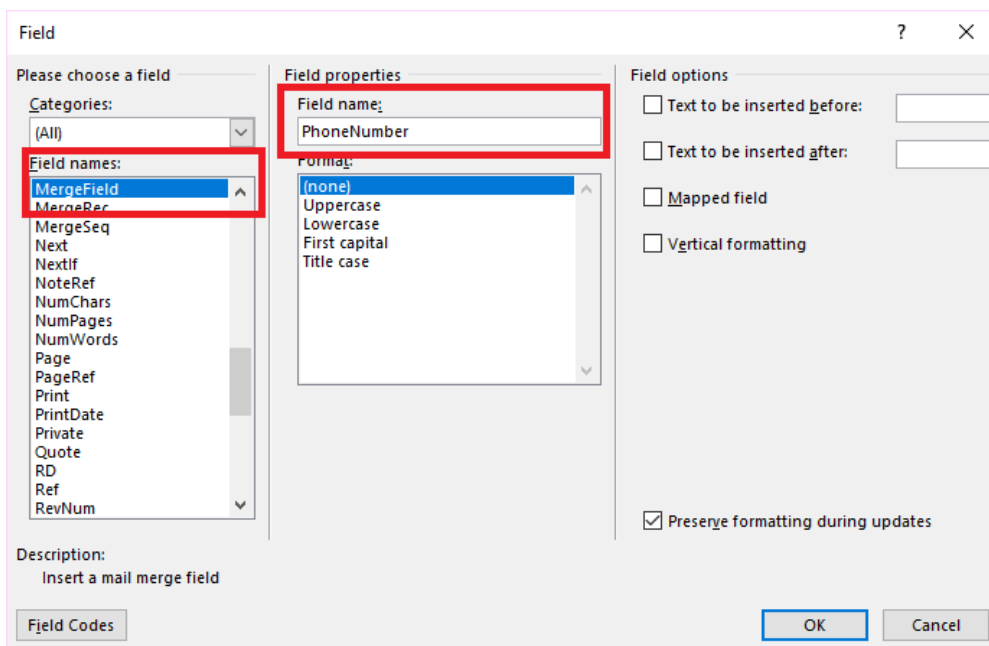 Field
?
Please choose a field
Categories:
(All)
Field names:
MergeField
MergeRec
MergeSeq
Next
NextIf
NoteRef
NumChars
NumPages
NumWords
Page
PageRef
Print
PrintDate
Private
Quote
RD
Ref
RevNum
Field properties
Field name:
PhoneNumber
Format:
(none)
Uppercase
Lowercase
First capital
Title case
Field options
Text to be inserted before:
Text to be inserted after:
Mapped field
Vertical formatting
Preserve formatting during updates
Description:
Insert a mail merge field
Field Codes
OK
Cancel